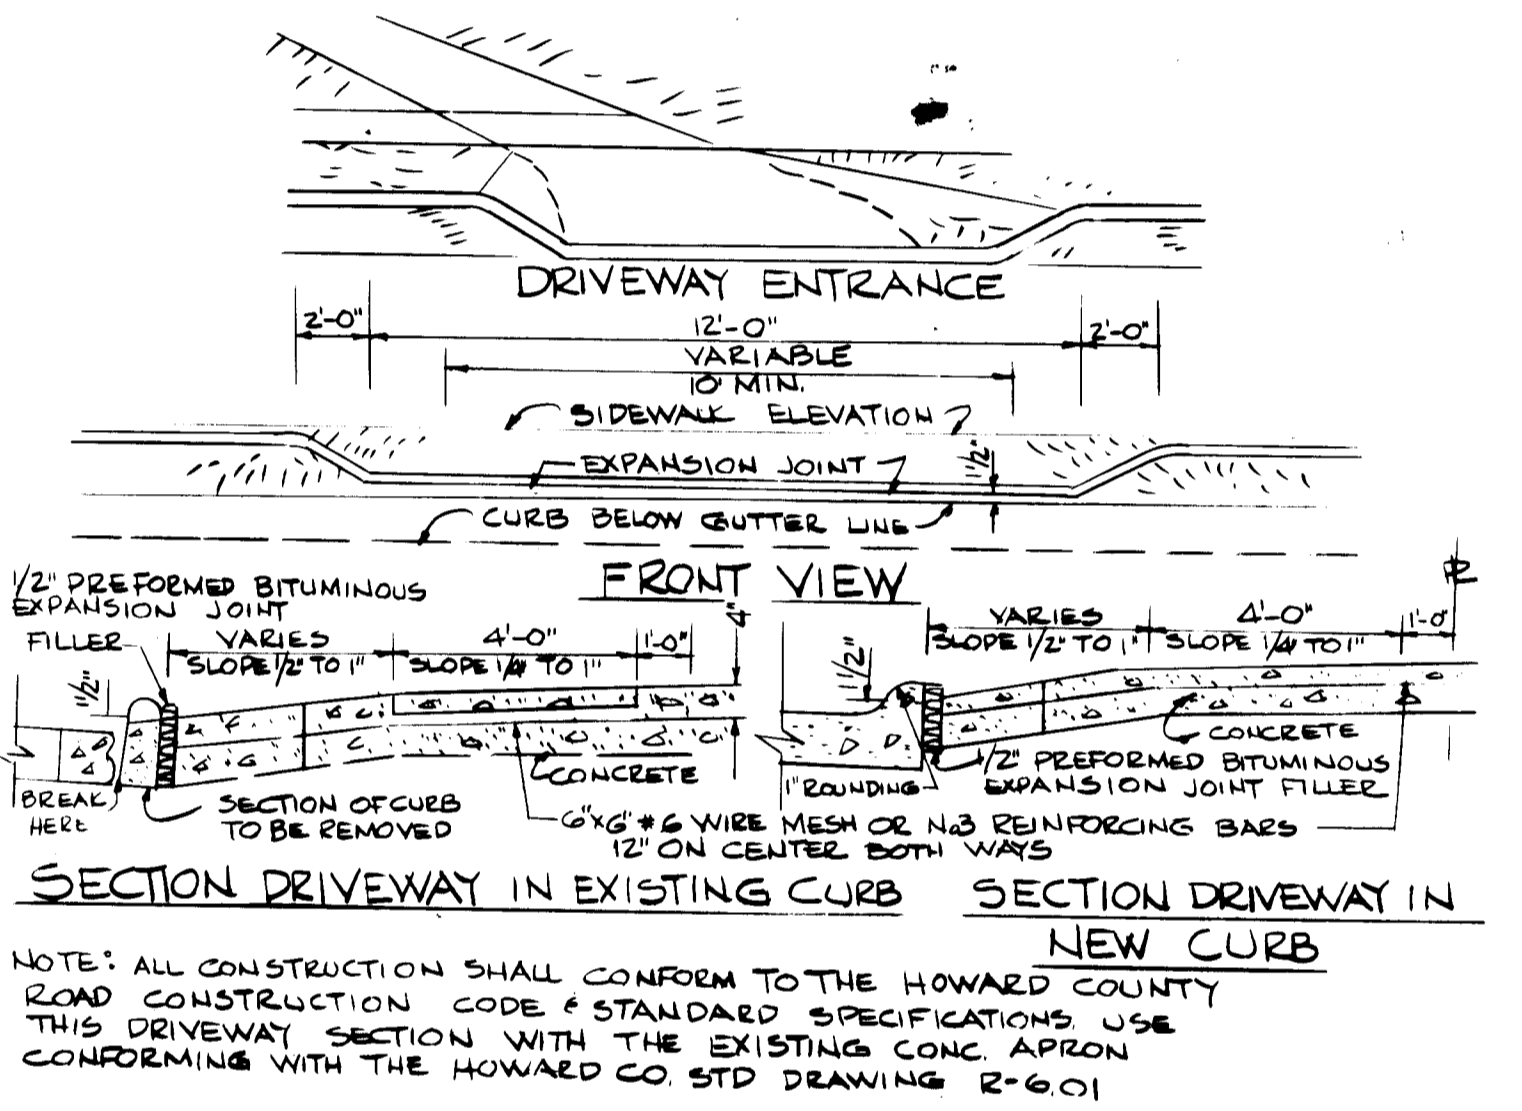 DRIVEWAY ENTRANCE
2'-0"
12'-0"
2'-0"
VARIABLE
10' MIN.
SIDEWALK ELEVATION
EXPANSION JOINT
1 1/2"
CURB BELOW GUTTER LINE
FRONT VIEW
1/2" PREFORMED BITUMINOUS
EXPANSION JOINT
FILLER
VARIES
SLOPE 1/2" TO 1"
4'-0"
SLOPE 1/4" TO 1"
1'-0"
4"
1 1/2"
BREAK
HERE
SECTION OF CURB
TO BE REMOVED
CONCRETE
VARIES
SLOPE 1/2" TO 1"
4'-0"
SLOPE 1/4" TO 1"
1'-0"
PL
1 1/2"
1" ROUNDING
CONCRETE
1/2" PREFORMED BITUMINOUS
EXPANSION JOINT FILLER
6"X6" #6 WIRE MESH OR No3 REINFORCING BARS
12" ON CENTER BOTH WAYS
SECTION DRIVEWAY IN EXISTING CURB
SECTION DRIVEWAY IN
NEW CURB
NOTE: ALL CONSTRUCTION SHALL CONFORM TO THE HOWARD COUNTY
ROAD CONSTRUCTION CODE & STANDARD SPECIFICATIONS. USE
THIS DRIVEWAY SECTION WITH THE EXISTING CONC. APRON
CONFORMING WITH THE HOWARD CO. STD DRAWING R-6.01